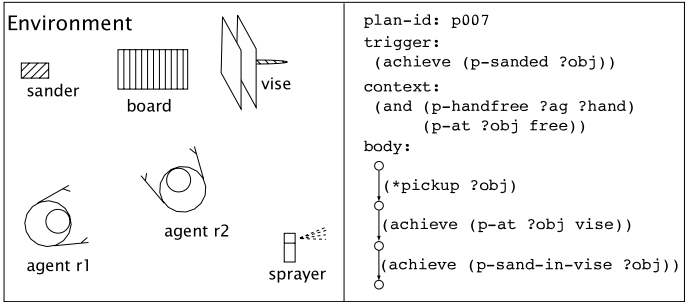 Environment
sander
board
vise
agent r1
agent r2
sprayer
plan-id: p007
trigger:
(achieve (p-sanded ?obj))
context:
(and (p-handfree ?ag ?hand)
(p-at ?obj free))
body:
(*pickup ?obj)
(achieve (p-at ?obj vise))
(achieve (p-sand-in-vise ?obj))